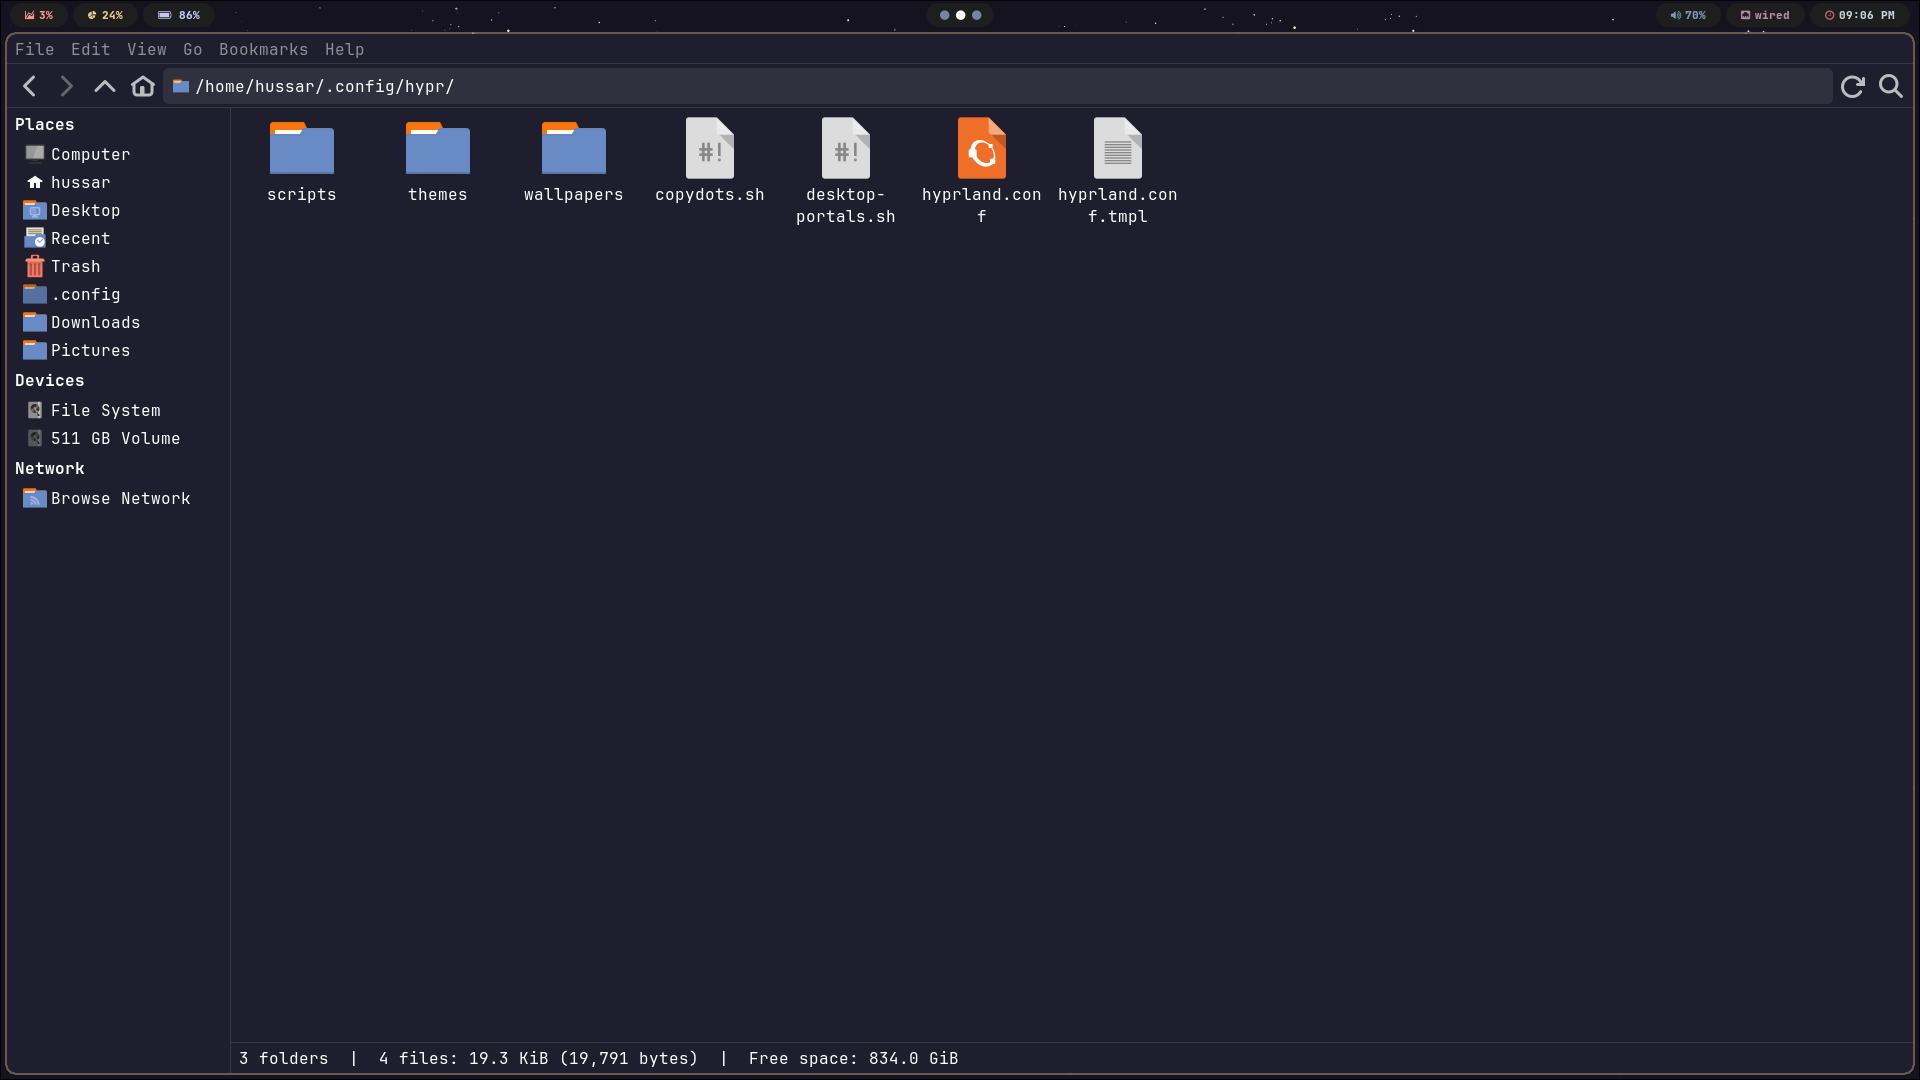 3% 24% 86% 70% wired 09:06 PM
File Edit View Go Bookmarks Help
/home/hussar/.config/hypr/
Places
Computer
hussar
Desktop
Recent
Trash
.config
Downloads
Pictures
Devices
File System
511 GB Volume
Network
Browse Network
#! #!
scripts themes wallpapers copydots.sh desktop- hyprland.con hyprland.con
portals.sh f f.tmpl
3 folders | 4 files: 19.3 KiB (19,791 bytes) | Free space: 834.0 GiB